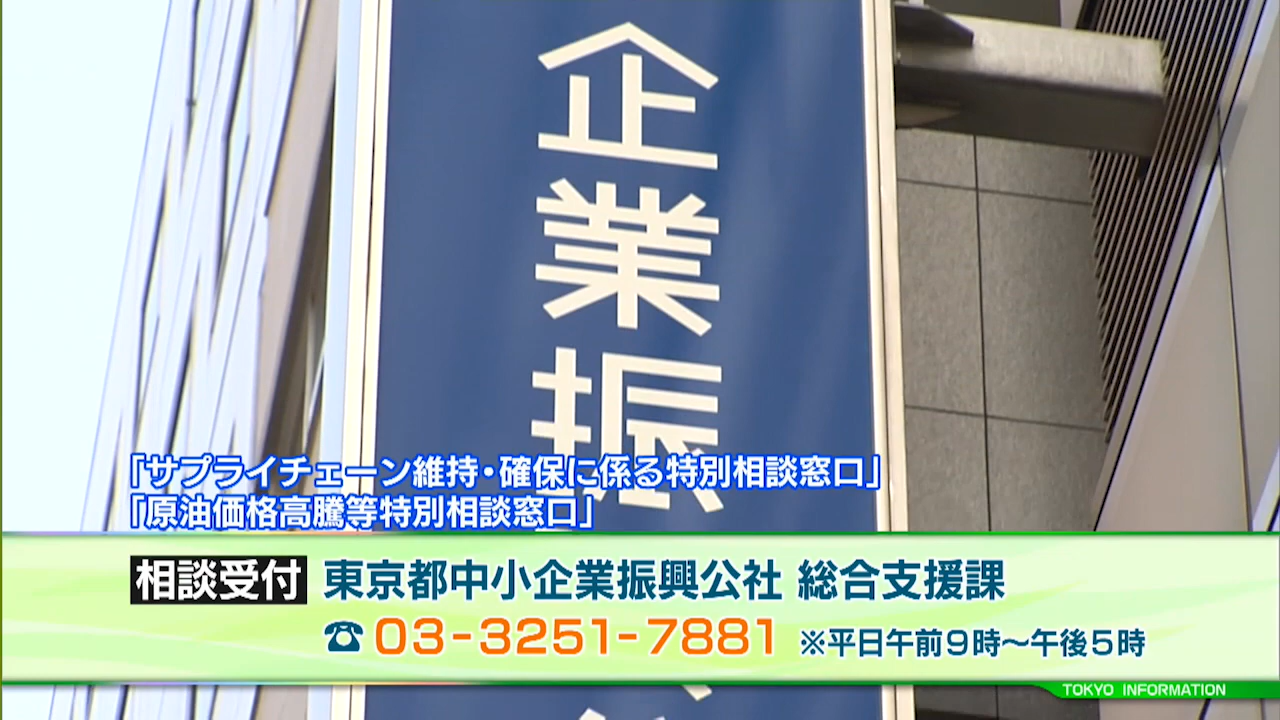 企業振
「サプライチェーン維持・確保に係る特別相談窓口」
「原油価格高騰等特別相談窓口」
相談受付 東京都中小企業振興公社 総合支援課
☎03-3251-7881 ※平日午前9時～午後5時
TOKYO INFORMATION